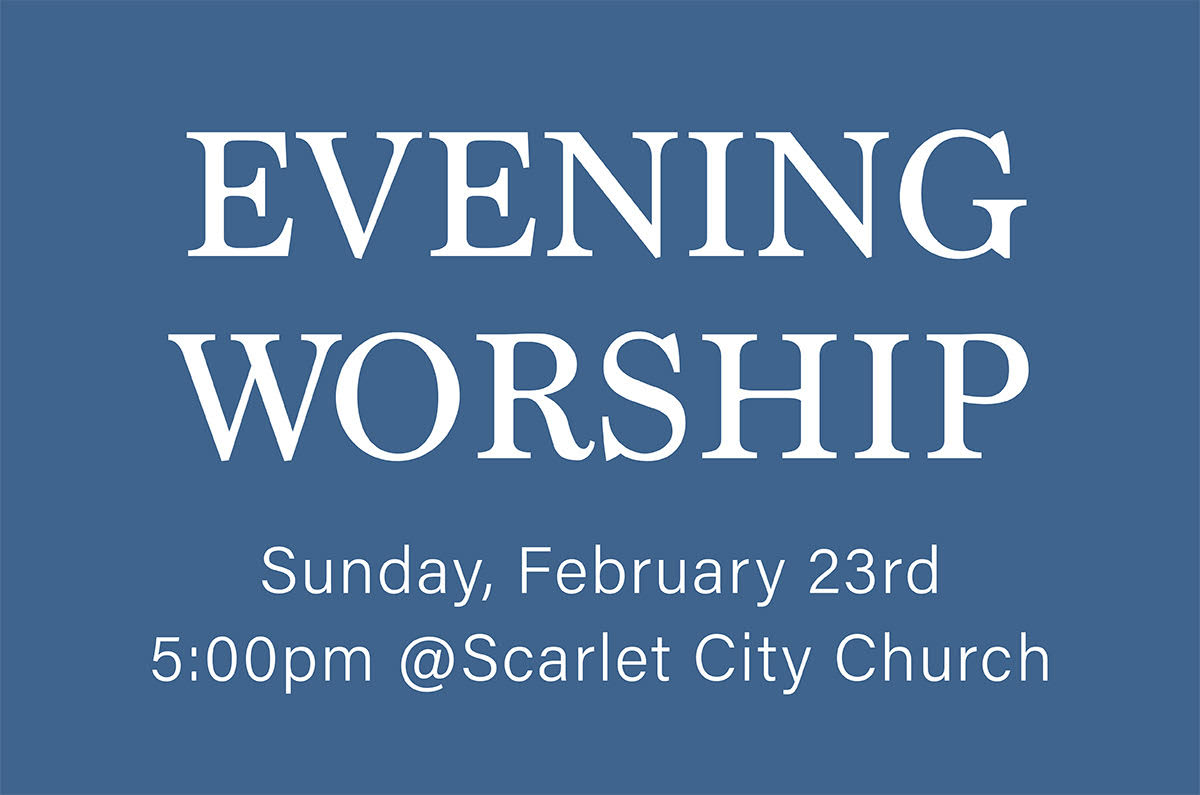 EVENING
WORSHIP
Sunday, February 23rd
5:00pm @Scarlet City Church